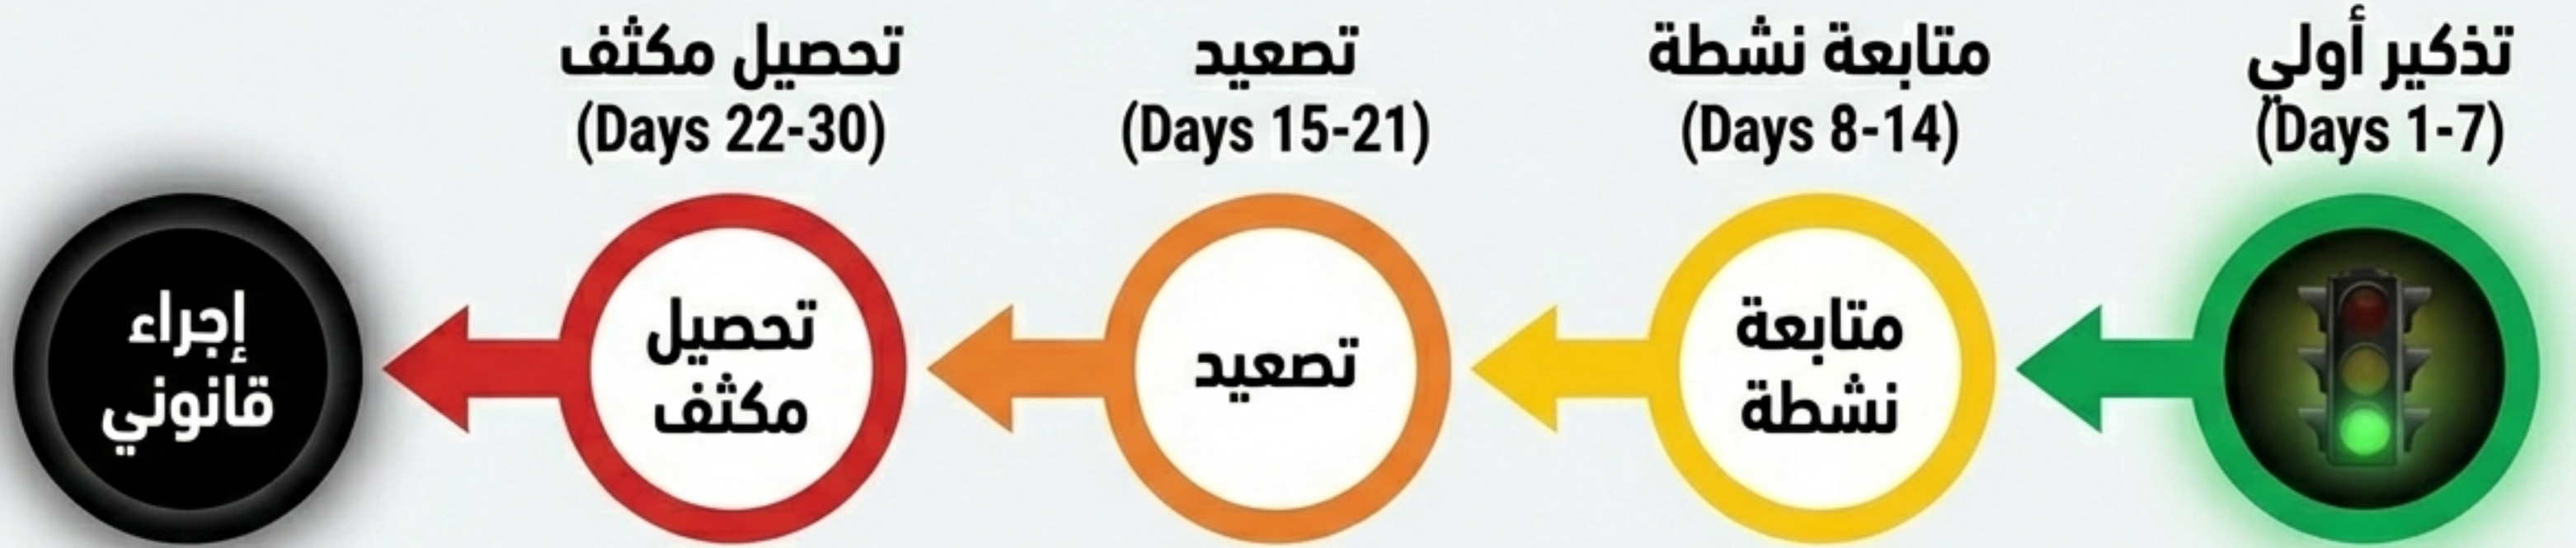 تذكير أولي
(Days 1-7)
متابعة نشطة
(Days 8-14)
تصعيد
(Days 15-21)
تحصيل مكثف
(Days 22-30)
متابعة
نشطة
تصعيد
تحصيل
مكثف
إجراء
قانوني